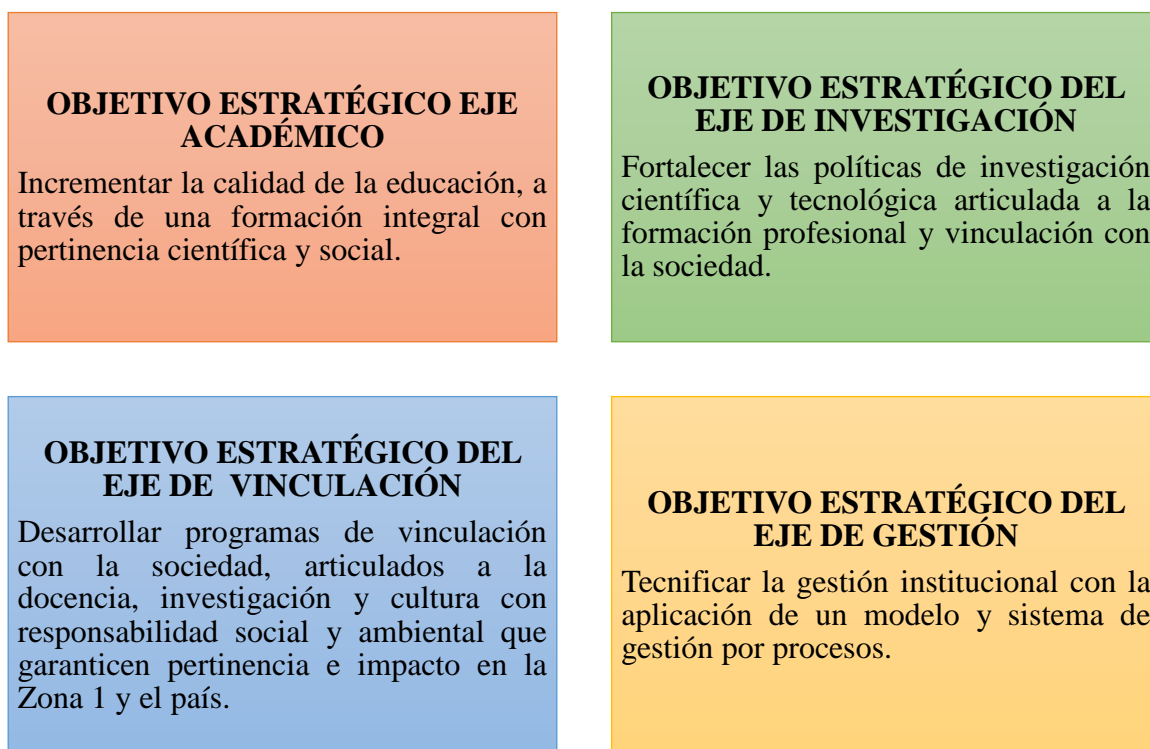 OBJETIVO ESTRATÉGICO EJE
ACADÉMICO
Incrementar la calidad de la educación, a
través de una formación integral con
pertinencia científica y social.
OBJETIVO ESTRATÉGICO DEL
EJE DE INVESTIGACIÓN
Fortalecer las políticas de investigación
científica y tecnológica articulada a la
formación profesional y vinculación con
la sociedad.
OBJETIVO ESTRATÉGICO DEL
EJE DE VINCULACIÓN
Desarrollar programas de vinculación
con la sociedad, articulados a la
docencia, investigación y cultura con
responsabilidad social y ambiental que
garanticen pertinencia e impacto en la
Zona 1 y el país.
OBJETIVO ESTRATÉGICO DEL
EJE DE GESTIÓN
Tecnificar la gestión institucional con la
aplicación de un modelo y sistema de
gestión por procesos.